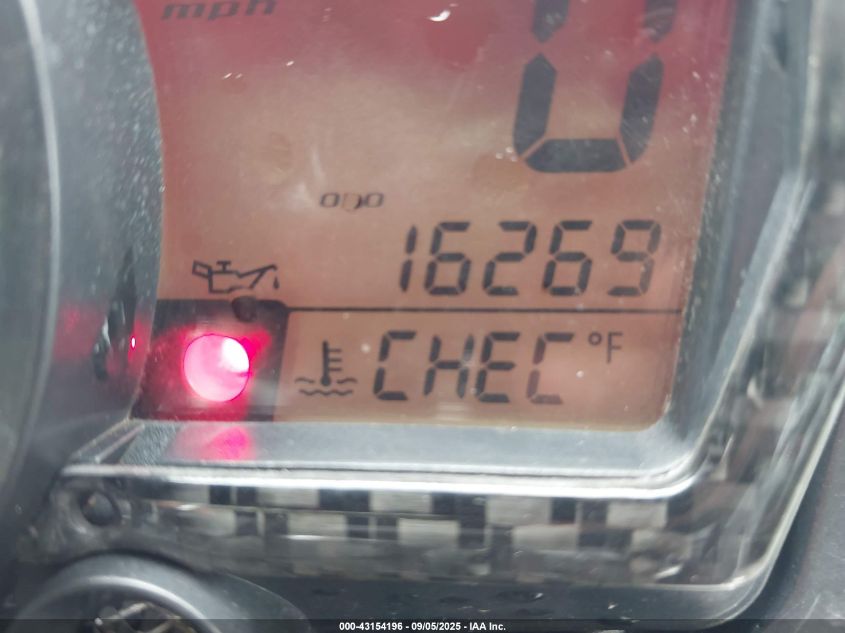 mph
0
odo
16269
CHEC °F
000-43154196 - 09/05/2025 - IAA Inc.